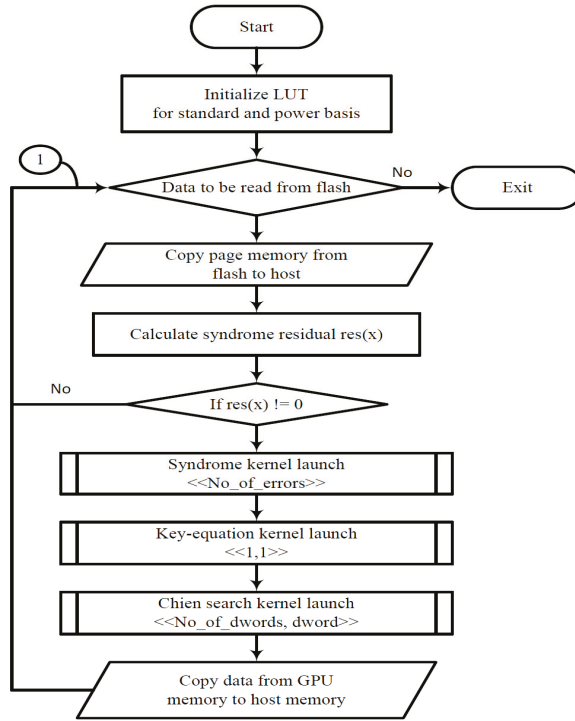 Start
Initialize LUT
for standard and power basis
1
Data to be read from flash
No
Exit
Copy page memory from
flash to host
Calculate syndrome residual res(x)
No
If res(x) != 0
Syndrome kernel launch
<<No_of_errors>>
Key-equation kernel launch
<<1,1>>
Chien search kernel launch
<<No_of_dwords, dword>>
Copy data from GPU
memory to host memory